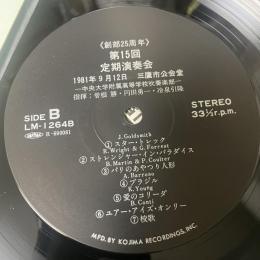 《創部25周年》
第15回
定期演奏会
1981年9月12日 三鷹市公会堂
―中央大学附属高等学校吹奏楽部―
指揮:曽根 勝・円田勇一・冷泉引隆
SIDE B
LM-1264B
R-800081
STEREO
33⅓r.p.m.
J. Goldsmith
①スター・トレック
R. Wright & G. Forrest
②ストレンジャー・イン・パラダイス
B. Martin & P. Coulter
③パリのあやつり人形
A. Barroso
④ブラジル
K. Young
⑤愛のコリーダ
B. Conti
⑥ユアー・アイズ・オンリー
⑦校歌
MFD. BY KOJIMA RECORDINGS, INC.